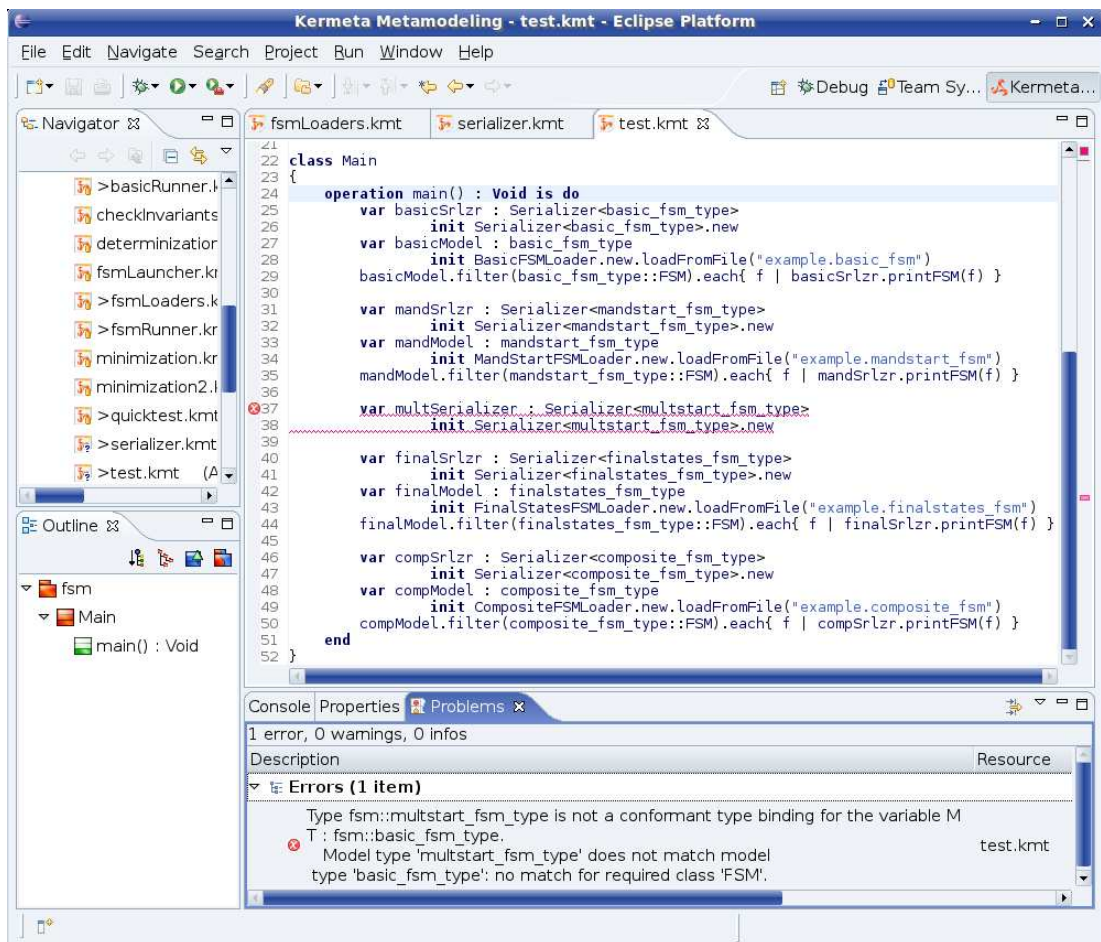 Kermeta Metamodeling - test.kmt - Eclipse Platform
File Edit Navigate Search Project Run Window Help
Debug Team Sy... Kermeta...
Navigator
>basicRunner.k
checkInvariants
determinization
fsmLauncher.kr
>fsmLoaders.k
>fsmRunner.kr
minimization.kr
minimization2.l
>quicktest.kmt
>serializer.kmt
>test.kmt (A
Outline
fsm
Main
main() : Void
fsmLoaders.kmt serializer.kmt test.kmt
21
22 class Main
23 {
24 operation main() : Void is do
25 var basicSrlzr : Serializer<basic_fsm_type>
26 init Serializer<basic_fsm_type>.new
27 var basicModel : basic_fsm_type
28 init BasicFSMLoader.new.loadFromFile("example.basic_fsm")
29 basicModel.filter(basic_fsm_type::FSM).each{ f | basicSrlzr.printFSM(f) }
30
31 var mandSrlzr : Serializer<mandstart_fsm_type>
32 init Serializer<mandstart_fsm_type>.new
33 var mandModel : mandstart_fsm_type
34 init MandStartFSMLoader.new.loadFromFile("example.mandstart_fsm")
35 mandModel.filter(mandstart_fsm_type::FSM).each{ f | mandSrlzr.printFSM(f) }
36
37 var multSerializer : Serializer<multstart_fsm_type>
38 init Serializer<multstart_fsm_type>.new
39
40 var finalSrlzr : Serializer<finalstates_fsm_type>
41 init Serializer<finalstates_fsm_type>.new
42 var finalModel : finalstates_fsm_type
43 init FinalStatesFSMLoader.new.loadFromFile("example.finalstates_fsm")
44 finalModel.filter(finalstates_fsm_type::FSM).each{ f | finalSrlzr.printFSM(f) }
45
46 var compSrlzr : Serializer<composite_fsm_type>
47 init Serializer<composite_fsm_type>.new
48 var compModel : composite_fsm_type
49 init CompositeFSMLoader.new.loadFromFile("example.composite_fsm")
50 compModel.filter(composite_fsm_type::FSM).each{ f | compSrlzr.printFSM(f) }
51 end
52 }
Console Properties Problems
1 error, 0 warnings, 0 infos
Description Resource
Errors (1 item)
Type fsm::multstart_fsm_type is not a conformant type binding for the variable M
T : fsm::basic_fsm_type.
Model type 'multstart_fsm_type' does not match model
type 'basic_fsm_type': no match for required class 'FSM'.
test.kmt